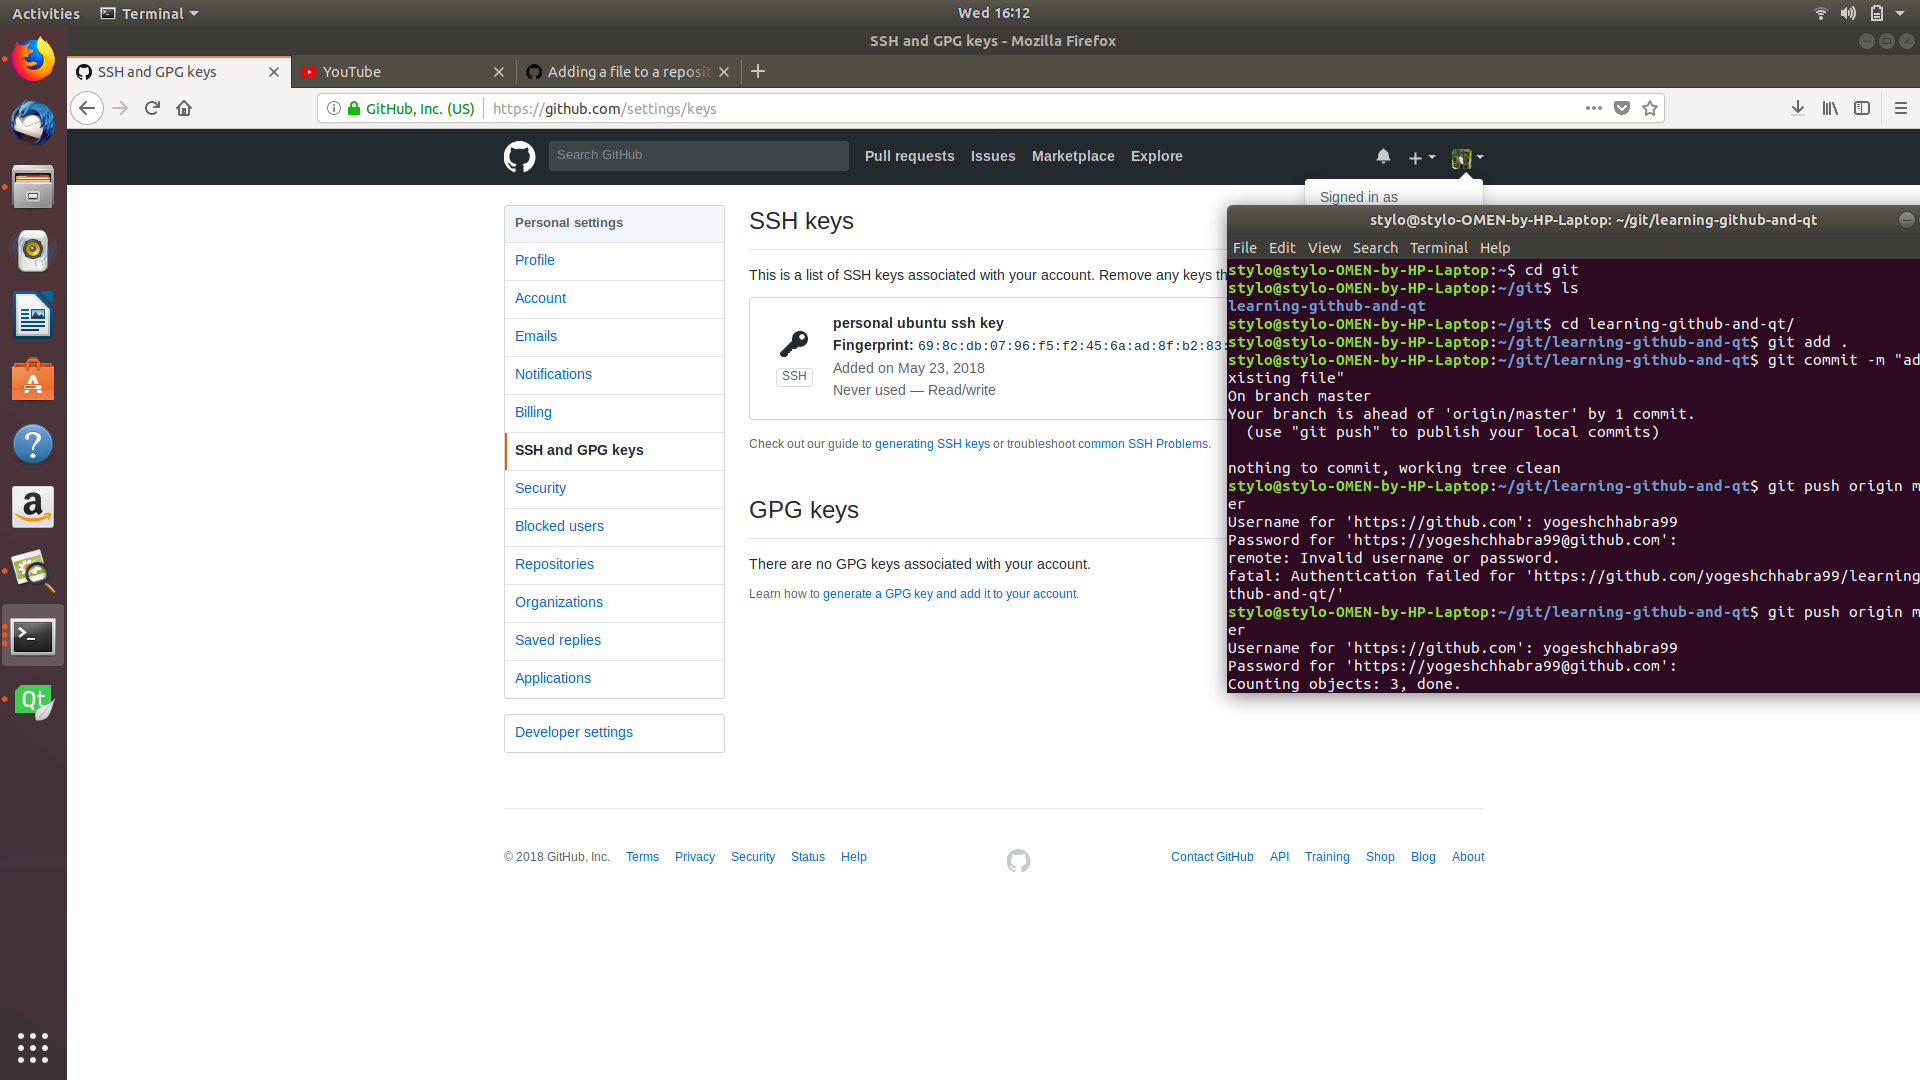 Activities
Terminal
Wed 16:12
SSH and GPG keys - Mozilla Firefox
SSH and GPG keys
YouTube
Adding a file to a reposit
GitHub, Inc. (US)
https://github.com/settings/keys
Search GitHub
Pull requests
Issues
Marketplace
Explore
Signed in as
Personal settings
Profile
Account
Emails
Notifications
Billing
SSH and GPG keys
Security
Blocked users
Repositories
Organizations
Saved replies
Applications
Developer settings
SSH keys
This is a list of SSH keys associated with your account. Remove any keys th
personal ubuntu ssh key
Fingerprint: 69:8c:db:07:96:f5:f2:45:6a:ad:8f:b2:83:
SSH
Added on May 23, 2018
Never used — Read/write
Check out our guide to generating SSH keys or troubleshoot common SSH Problems.
GPG keys
There are no GPG keys associated with your account.
Learn how to generate a GPG key and add it to your account.
stylo@stylo-OMEN-by-HP-Laptop: ~/git/learning-github-and-qt
File Edit View Search Terminal Help
stylo@stylo-OMEN-by-HP-Laptop:~$ cd git
stylo@stylo-OMEN-by-HP-Laptop:~/git$ ls
learning-github-and-qt
stylo@stylo-OMEN-by-HP-Laptop:~/git$ cd learning-github-and-qt/
stylo@stylo-OMEN-by-HP-Laptop:~/git/learning-github-and-qt$ git add .
stylo@stylo-OMEN-by-HP-Laptop:~/git/learning-github-and-qt$ git commit -m "ad
xisting file"
On branch master
Your branch is ahead of 'origin/master' by 1 commit.
(use "git push" to publish your local commits)
nothing to commit, working tree clean
stylo@stylo-OMEN-by-HP-Laptop:~/git/learning-github-and-qt$ git push origin m
er
Username for 'https://github.com': yogeshchhabra99
Password for 'https://yogeshchhabra99@github.com':
remote: Invalid username or password.
fatal: Authentication failed for 'https://github.com/yogeshchhabra99/learning
thub-and-qt/'
stylo@stylo-OMEN-by-HP-Laptop:~/git/learning-github-and-qt$ git push origin m
er
Username for 'https://github.com': yogeshchhabra99
Password for 'https://yogeshchhabra99@github.com':
Counting objects: 3, done.
Qt
© 2018 GitHub, Inc.
Terms
Privacy
Security
Status
Help
Contact GitHub
API
Training
Shop
Blog
About